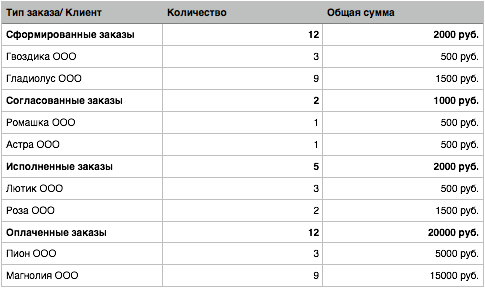 Тип заказа/ Клиент Количество Общая сумма
Сформированные заказы 12 2000 руб.
Гвоздика ООО 3 500 руб.
Гладиолус ООО 9 1500 руб.
Согласованные заказы 2 1000 руб.
Ромашка ООО 1 500 руб.
Астра ООО 1 500 руб.
Исполненные заказы 5 2000 руб.
Лютик ООО 3 500 руб.
Роза ООО 2 1500 руб.
Оплаченные заказы 12 20000 руб.
Пион ООО 3 5000 руб.
Магнолия ООО 9 15000 руб.